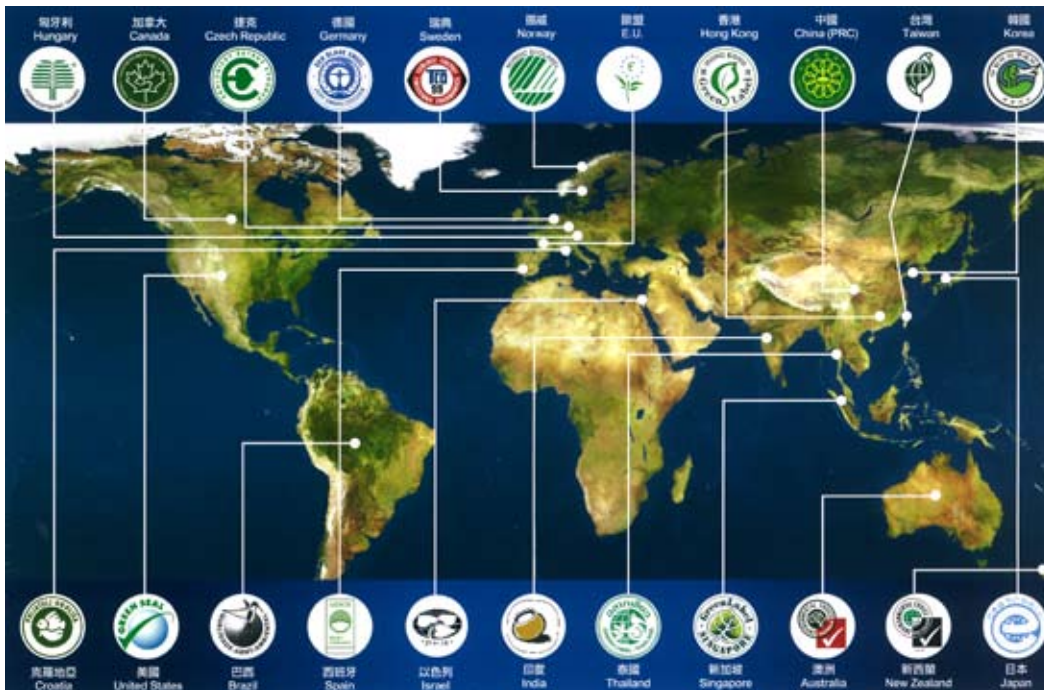 匈牙利
Hungary
加拿大
Canada
捷克
Czech Republic
德國
Germany
瑞典
Sweden
挪威
Norway
歐盟
E.U.
香港
Hong Kong
中國
China (PRC)
台灣
Taiwan
韓國
Korea
Green Label
克羅地亞
Croatia
美國
United States
巴西
Brazil
西班牙
Spain
以色列
Israel
印度
India
泰國
Thailand
新加坡
Singapore
澳洲
Australia
新西蘭
New Zealand
日本
Japan
GREEN SEAL
GreenLabel
SINGAPORE